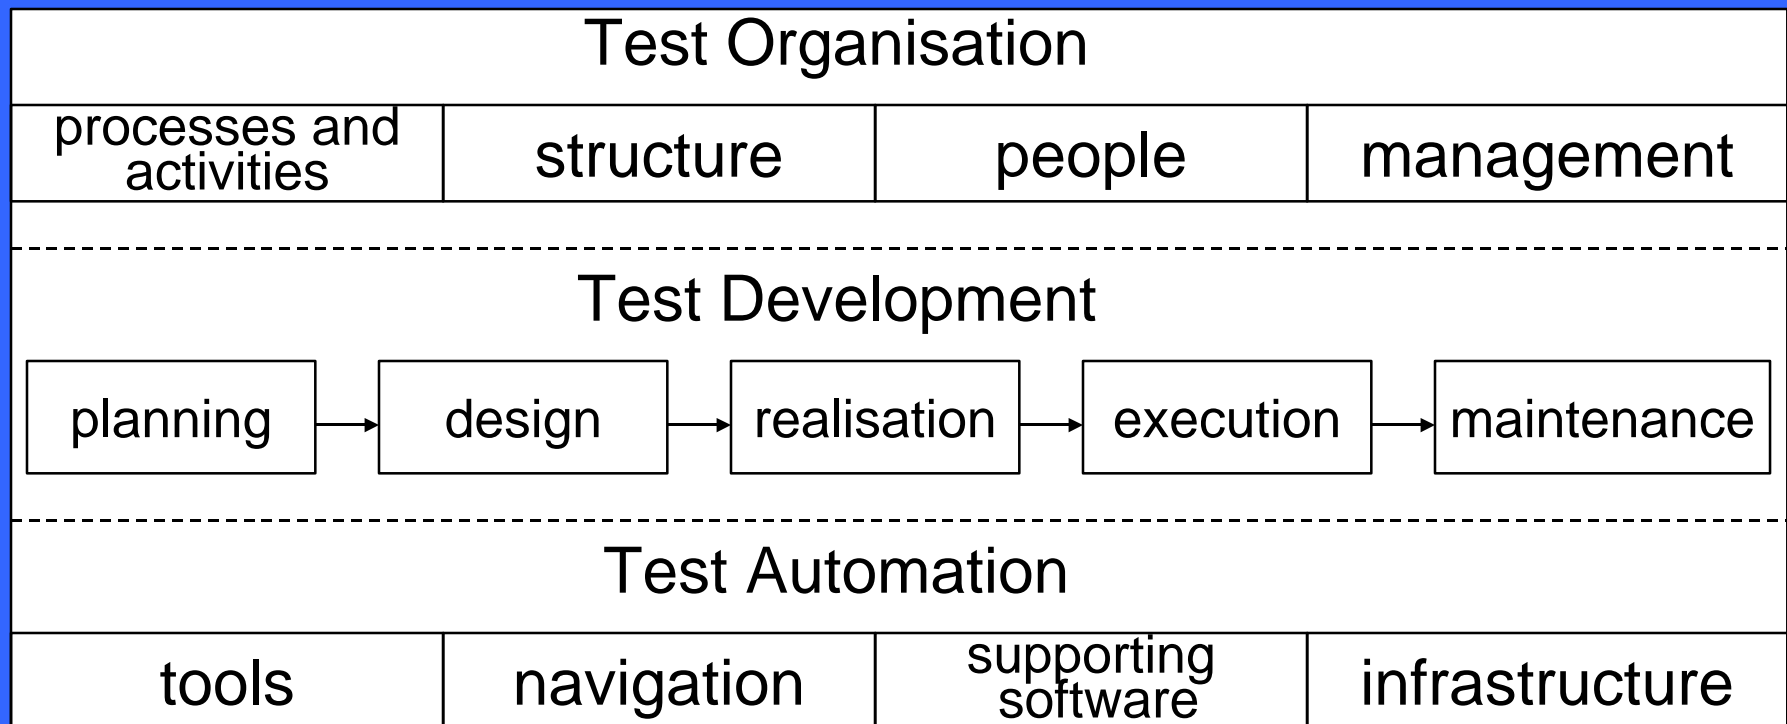 Test Organisation
processes and
activities
structure
people
management
Test Development
planning
design
realisation
execution
maintenance
Test Automation
tools
navigation
supporting
software
infrastructure